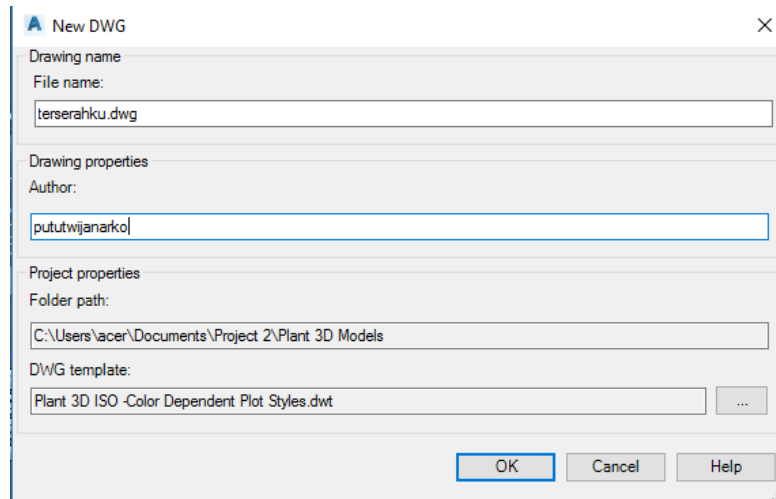 New DWG
Drawing name
File name:
terserahku.dwg
Drawing properties
Author:
pututwijanarko
Project properties
Folder path:
C:\Users\acer\Documents\Project 2\Plant 3D Models
DWG template:
Plant 3D ISO -Color Dependent Plot Styles.dwt
...
OK Cancel Help